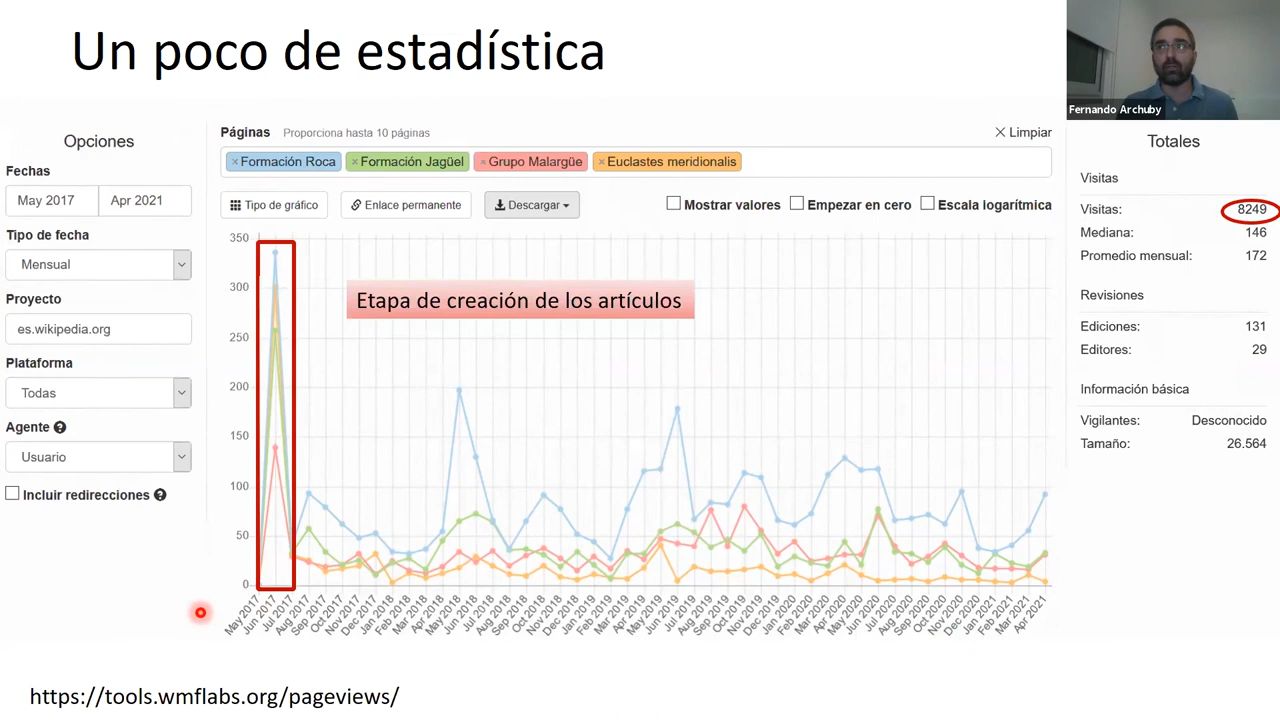 Un poco de estadística
Fernando Archuby
Opciones
Fechas
May 2017
Apr 2021
Tipo de fecha
Mensual
Proyecto
es.wikipedia.org
Plataforma
Todas
Agente
Usuario
Incluir redirecciones
Páginas Proporciona hasta 10 páginas
Limpiar
× Formación Roca × Formación Jagüel × Grupo Malargüe × Euclastes meridionalis
Tipo de gráfico
Enlace permanente
Descargar
Mostrar valores
Empezar en cero
Escala logarítmica
350
300
250
200
150
100
50
0
Etapa de creación de los artículos
May 2017
Jun 2017
Jul 2017
Aug 2017
Sep 2017
Oct 2017
Nov 2017
Dec 2017
Jan 2018
Feb 2018
Mar 2018
Apr 2018
May 2018
Jun 2018
Jul 2018
Aug 2018
Sep 2018
Oct 2018
Nov 2018
Dec 2018
Jan 2019
Feb 2019
Mar 2019
Apr 2019
May 2019
Jun 2019
Jul 2019
Aug 2019
Sep 2019
Oct 2019
Nov 2019
Dec 2019
Jan 2020
Feb 2020
Mar 2020
Apr 2020
May 2020
Jun 2020
Jul 2020
Aug 2020
Sep 2020
Oct 2020
Nov 2020
Dec 2020
Jan 2021
Feb 2021
Mar 2021
Apr 2021
Totales
Visitas
Visitas: 8249
Mediana: 146
Promedio mensual: 172
Revisiones
Ediciones: 131
Editores: 29
Información básica
Vigilantes: Desconocido
Tamaño: 26.564
https://tools.wmflabs.org/pageviews/